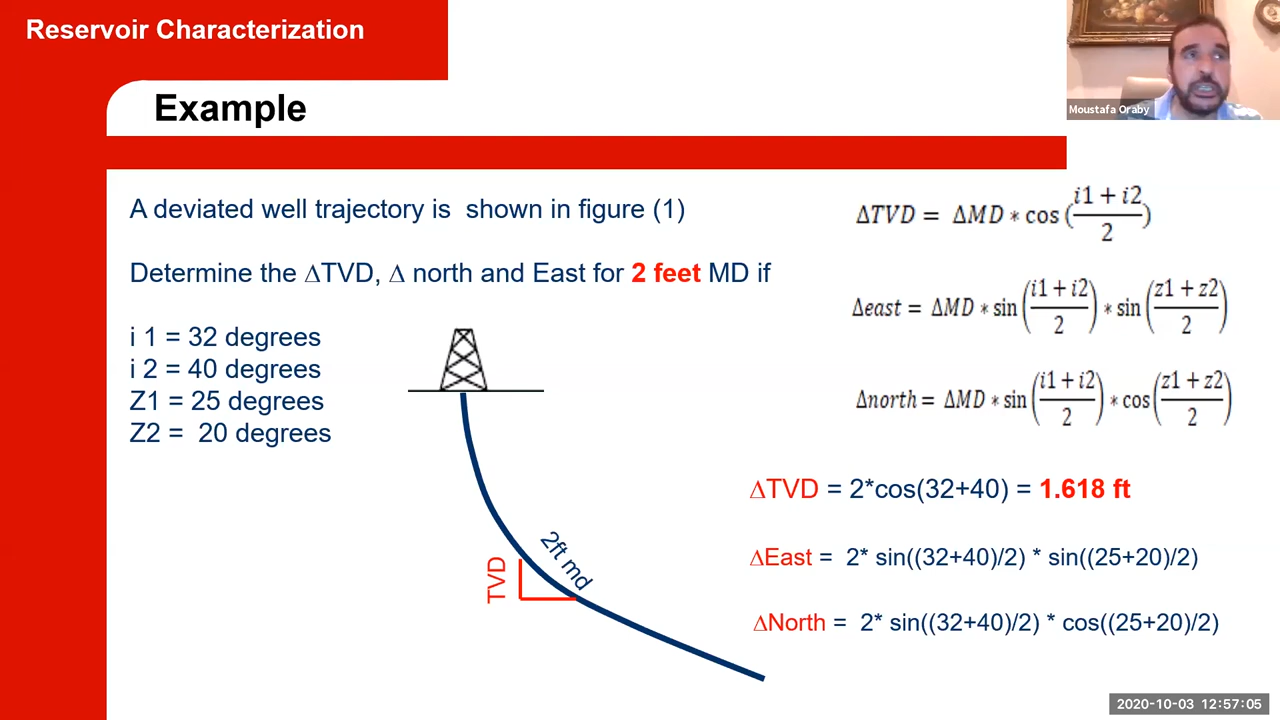 Reservoir Characterization
Example
Moustafa Oraby
A deviated well trajectory is shown in figure (1)
Determine the ∆TVD, ∆ north and East for 2 feet MD if
i 1 = 32 degrees
i 2 = 40 degrees
Z1 = 25 degrees
Z2 = 20 degrees
TVD
2ft md
ΔTVD = ΔMD * cos (i1 + i2 / 2)
Δeast = ΔMD * sin (i1 + i2 / 2) * sin (z1 + z2 / 2)
Δnorth = ΔMD * sin (i1 + i2 / 2) * cos (z1 + z2 / 2)
∆TVD = 2*cos(32+40) = 1.618 ft
∆East = 2* sin((32+40)/2) * sin((25+20)/2)
∆North = 2* sin((32+40)/2) * cos((25+20)/2)
2020-10-03 12:57:05